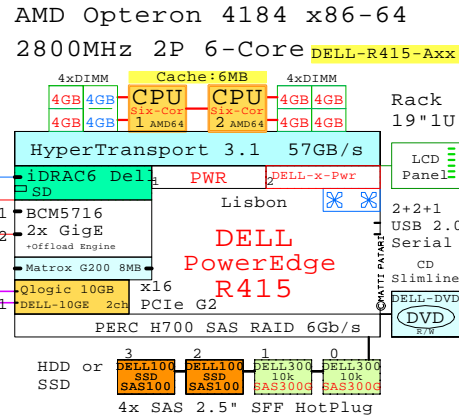 AMD Opteron 4184 x86-64
2800MHz 2P 6-Core DELL-R415-Axx
4xDIMM Cache:6MB 4xDIMM
4GB 4GB CPU CPU 4GB 4GB
Six-Cor Six-Cor
4GB 4GB 1 AMD64 2 AMD64 4GB 4GB
Rack
19"1U
HyperTransport 3.1 57GB/s
LCD
Panel
iDRAC6 Dell
SD
1 PWR 2 DELL-x-Pwr
Lisbon
1 BCM5716
2 2x GigE
+Offload Engine
2+2+1
USB 2.0
Serial
DELL
PowerEdge
R415
©MATTI PATARI
Matrox G200 8MB
CD
Slimline
Qlogic 10GB
1 DELL-10GE 2ch
x16
PCIe G2
DELL-DVD
DVD
R/W
PERC H700 SAS RAID 6Gb/s
HDD or
SSD
3 2 1 0
DELL100 DELL100 DELL300 DELL300
SSD SSD 10k 10k
SAS100 SAS100 SAS300G SAS300G
4x SAS 2.5" SFF HotPlug